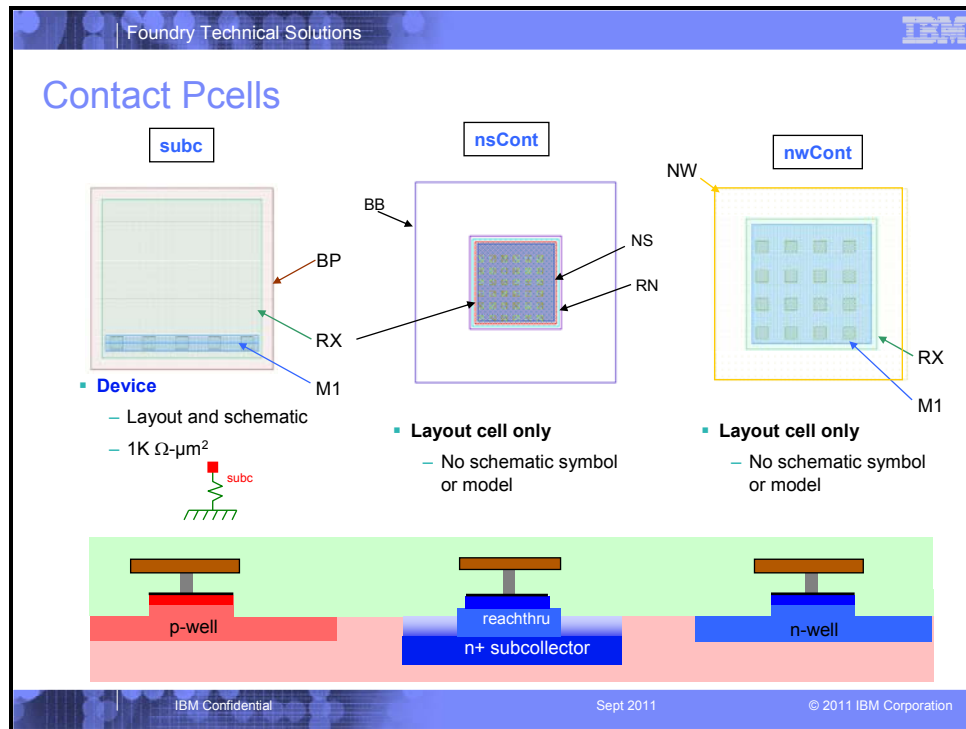 Foundry Technical Solutions
IBM
Contact Pcells
subc
nsCont
nwCont
BP
RX
M1
BB
NS
RN
NW
RX
M1
▪ Device
– Layout and schematic
– 1K Ω-µm²
subc
▪ Layout cell only
– No schematic symbol
or model
▪ Layout cell only
– No schematic symbol
or model
p-well
reachthru
n+ subcollector
n-well
IBM Confidential
Sept 2011
© 2011 IBM Corporation